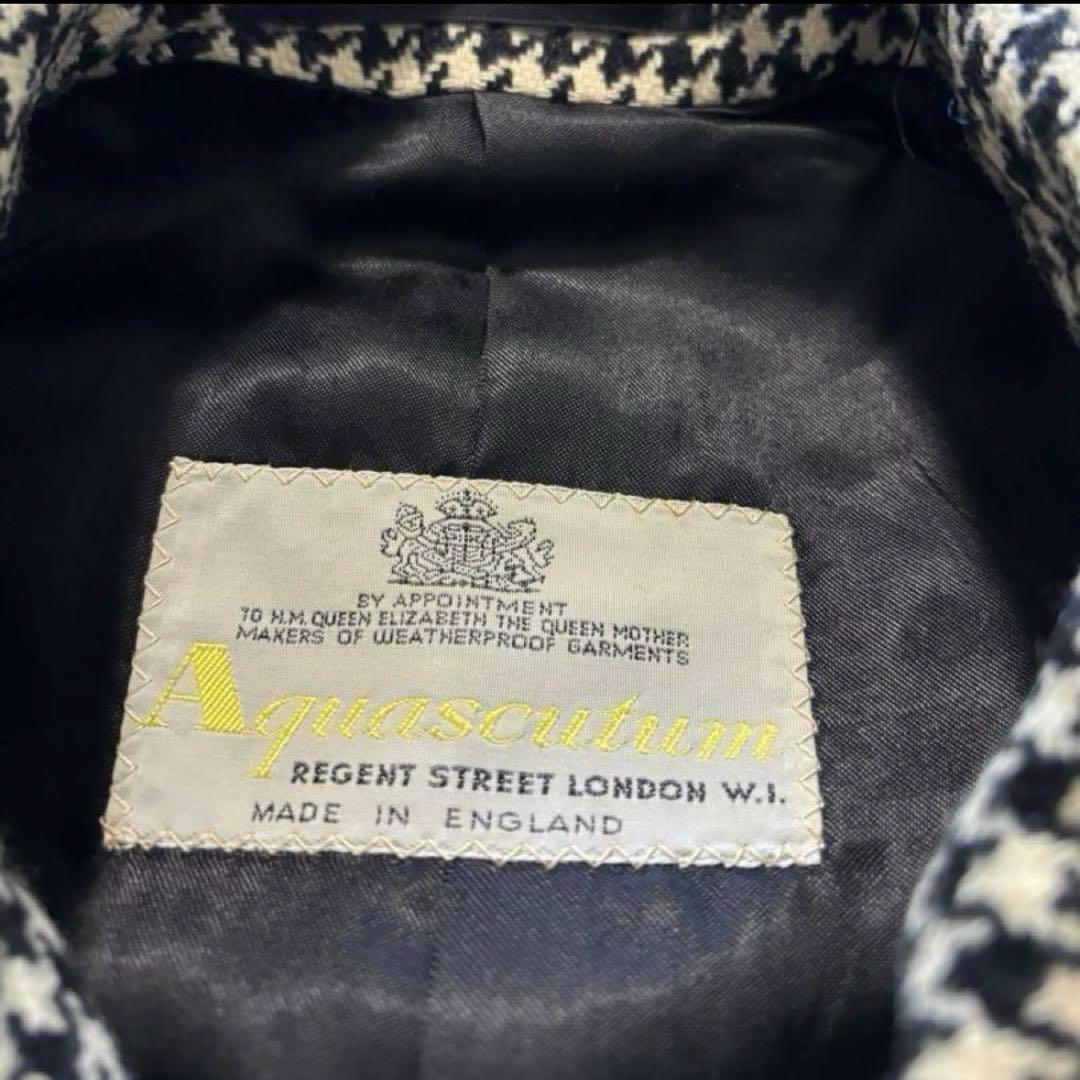 BY APPOINTMENT
TO H.M. QUEEN ELIZABETH THE QUEEN MOTHER
MAKERS OF WEATHERPROOF GARMENTS
Aquascutum
REGENT STREET LONDON W.1.
MADE IN ENGLAND